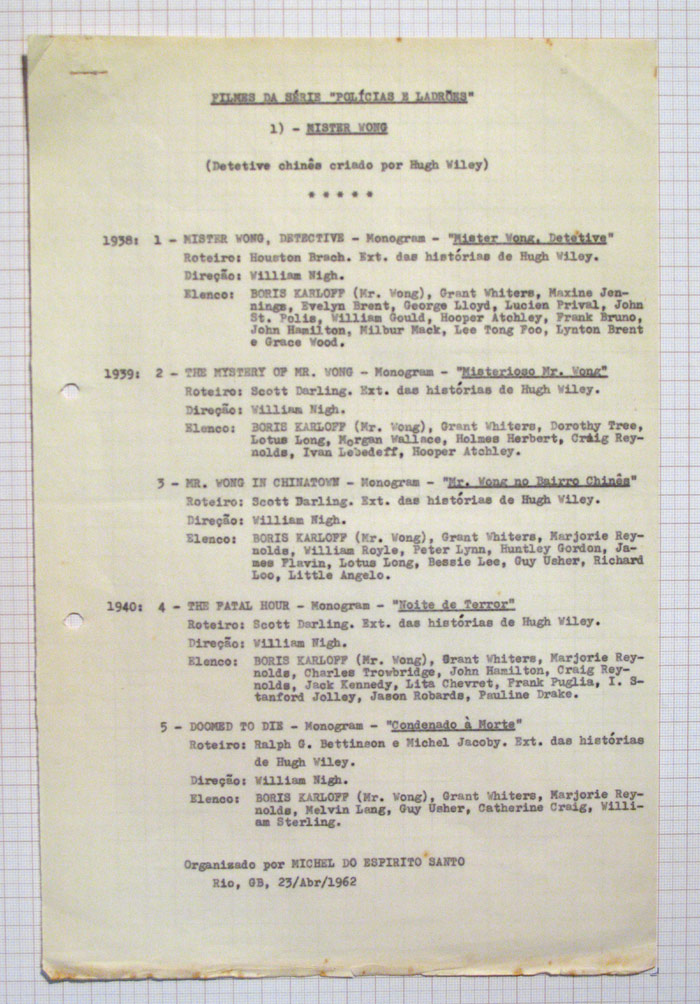 FILMES DA SÉRIE "POLÍCIAS E LADRÕES"
1) - MISTER WONG
(Detetive chinês criado por Hugh Wiley)
* * * * *
1938: 1 - MISTER WONG, DETECTIVE - Monogram - "Mister Wong, Detetive"
Roteiro: Houston Brach. Ext. das histórias de Hugh Wiley.
Direção: William Nigh.
Elenco: BORIS KARLOFF (Mr. Wong), Grant Whiters, Maxine Jen-
nings, Evelyn Brent, George Lloyd, Lucien Prival, John
St. Polis, William Gould, Hooper Atchley, Frank Bruno,
John Hamilton, Milbur Mack, Lee Tong Foo, Lynton Brent
e Grace Wood.
1939: 2 - THE MYSTERY OF MR. WONG - Monogram - "Misterioso Mr. Wong"
Roteiro: Scott Darling. Ext. das histórias de Hugh Wiley.
Direção: William Nigh.
Elenco: BORIS KARLOFF (Mr. Wong), Grant Whiters, Dorothy Tree,
Lotus Long, Morgan Wallace, Holmes Herbert, Craig Rey-
nolds, Ivan Lebedeff, Hooper Atchley.
3 - MR. WONG IN CHINATOWN - Monogram - "Mr. Wong no Bairro Chinês"
Roteiro: Scott Darling. Ext. das histórias de Hugh Wiley.
Direção: William Nigh.
Elenco: BORIS KARLOFF (Mr. Wong), Grant Whiters, Marjorie Rey-
nolds, William Royle, Peter Lynn, Huntley Gordon, Ja-
mes Flavin, Lotus Long, Bessie Lee, Guy Usher, Richard
Loo, Little Angelo.
1940: 4 - THE FATAL HOUR - Monogram - "Noite de Terror"
Roteiro: Scott Darling. Ext. das histórias de Hugh Wiley.
Direção: William Nigh.
Elenco: BORIS KARLOFF (Mr. Wong), Grant Whiters, Marjorie Rey-
nolds, Charles Trowbridge, John Hamilton, Craig Rey-
nolds, Jack Kennedy, Lita Chevret, Frank Puglia, I. S-
tanford Jolley, Jason Robards, Pauline Drake.
5 - DOOMED TO DIE - Monogram - "Condenado à Morte"
Roteiro: Ralph G. Bettinson e Michel Jacoby. Ext. das histórias
de Hugh Wiley.
Direção: William Nigh.
Elenco: BORIS KARLOFF (Mr. Wong), Grant Whiters, Marjorie Rey-
nolds, Melvin Lang, Guy Usher, Catherine Craig, Willi-
am Sterling.
Organizado por MICHEL DO ESPIRITO SANTO
Rio, GB, 23/Abr/1962